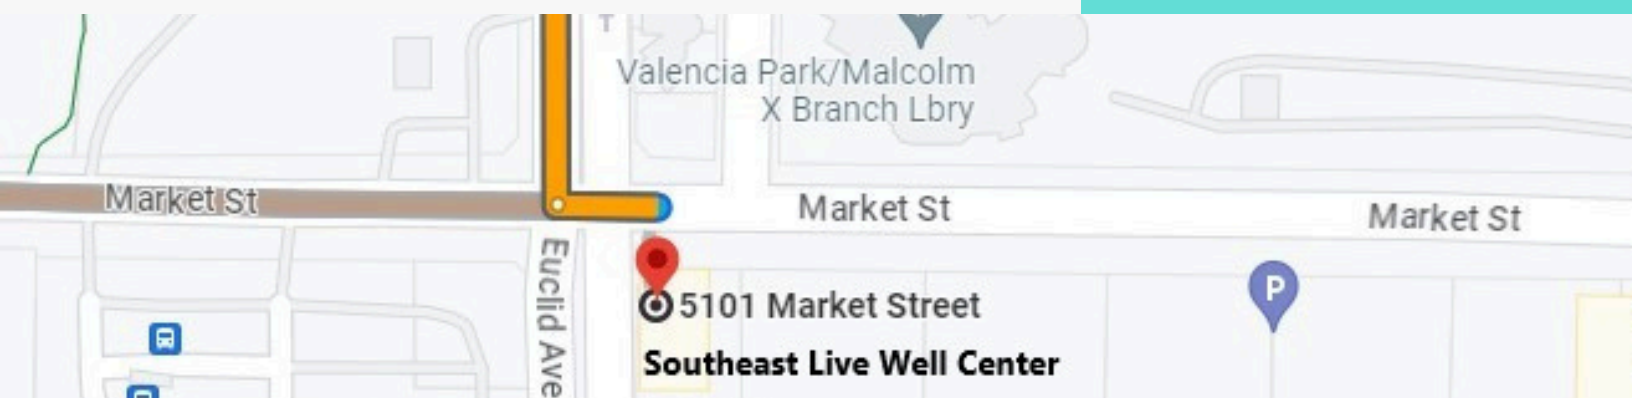 T
Valencia Park/Malcolm
X Branch Lbry
Market St
Market St
Market St
Euclid Ave
P
5101 Market Street
Southeast Live Well Center